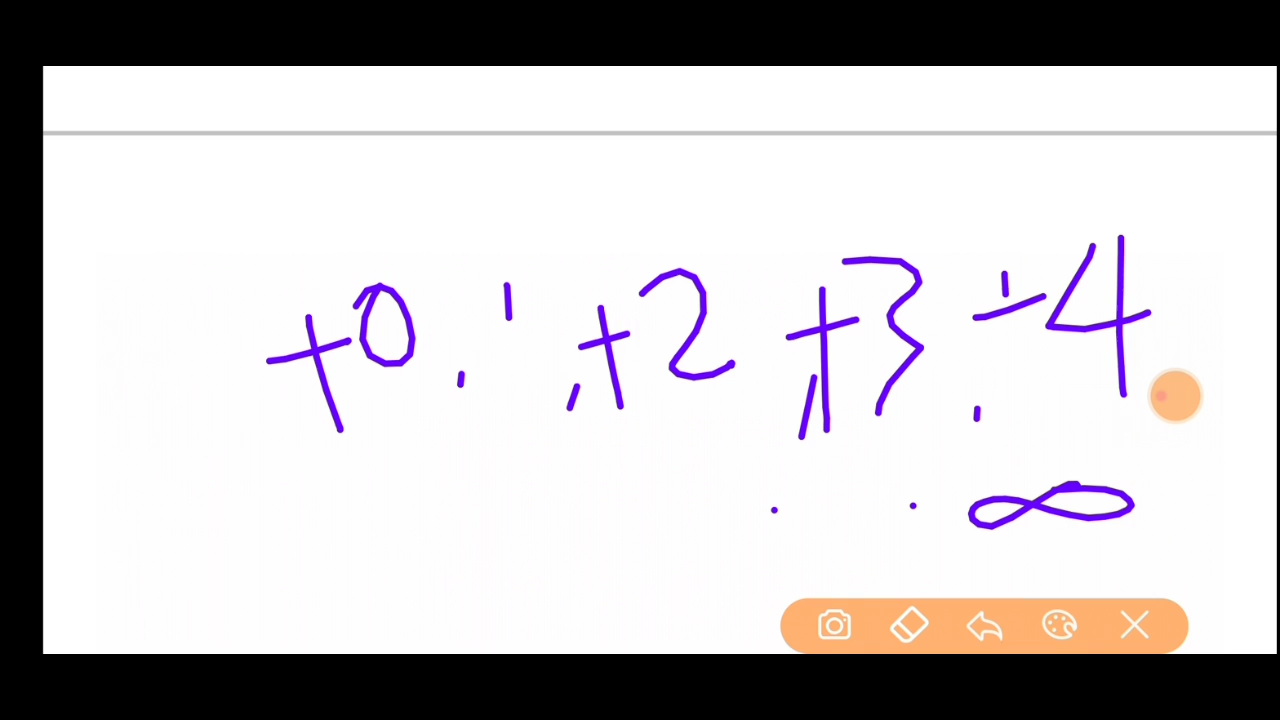 +0, 1, +2, +3, +4
. . ∞